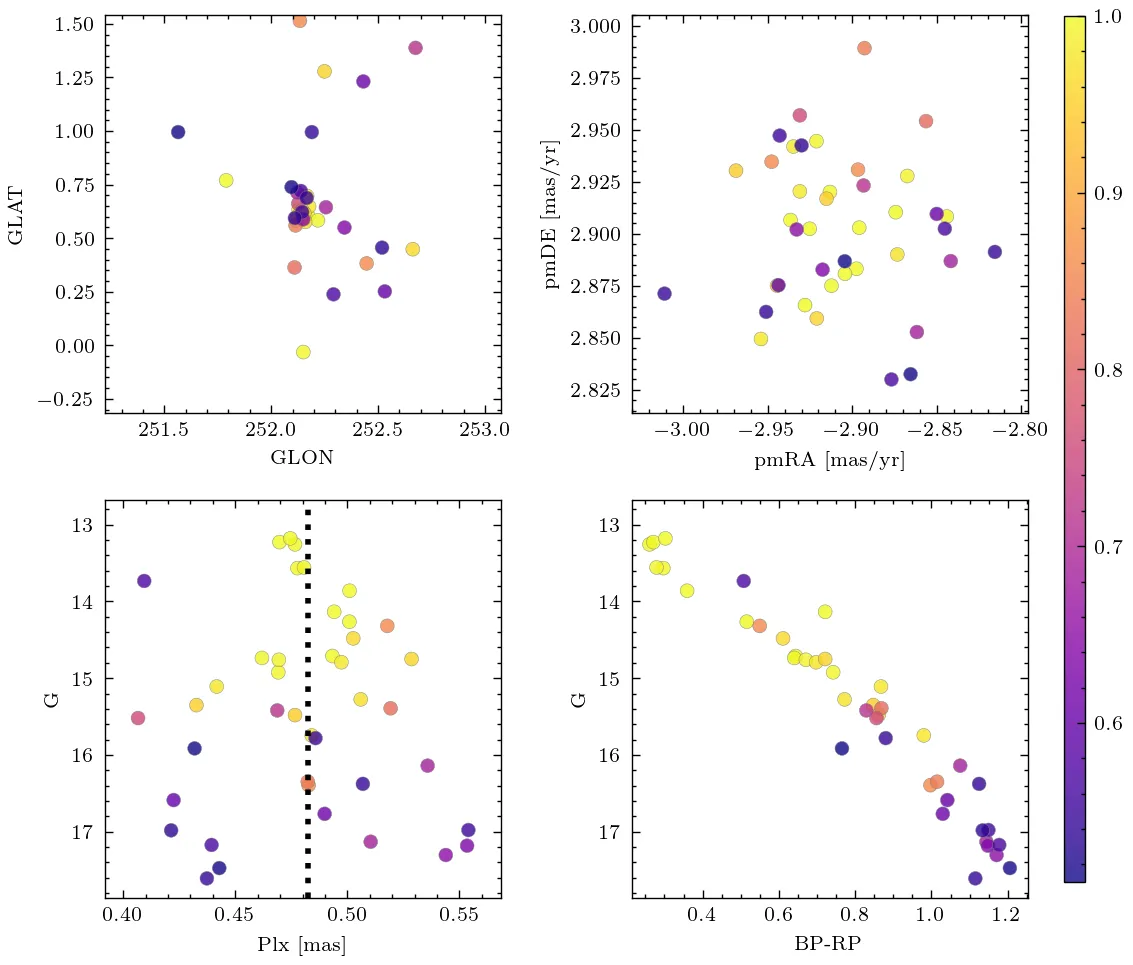 1.50
1.25
1.00
0.75
0.50
0.25
0.00
−0.25
GLAT
251.5 252.0 252.5 253.0
GLON
3.000
2.975
2.950
2.925
2.900
2.875
2.850
2.825
pmDE [mas/yr]
−3.00 −2.95 −2.90 −2.85 −2.80
pmRA [mas/yr]
1.0
0.9
0.8
0.7
0.6
13
14
15
16
17
G
0.40 0.45 0.50 0.55
Plx [mas]
13
14
15
16
17
G
0.4 0.6 0.8 1.0 1.2
BP-RP